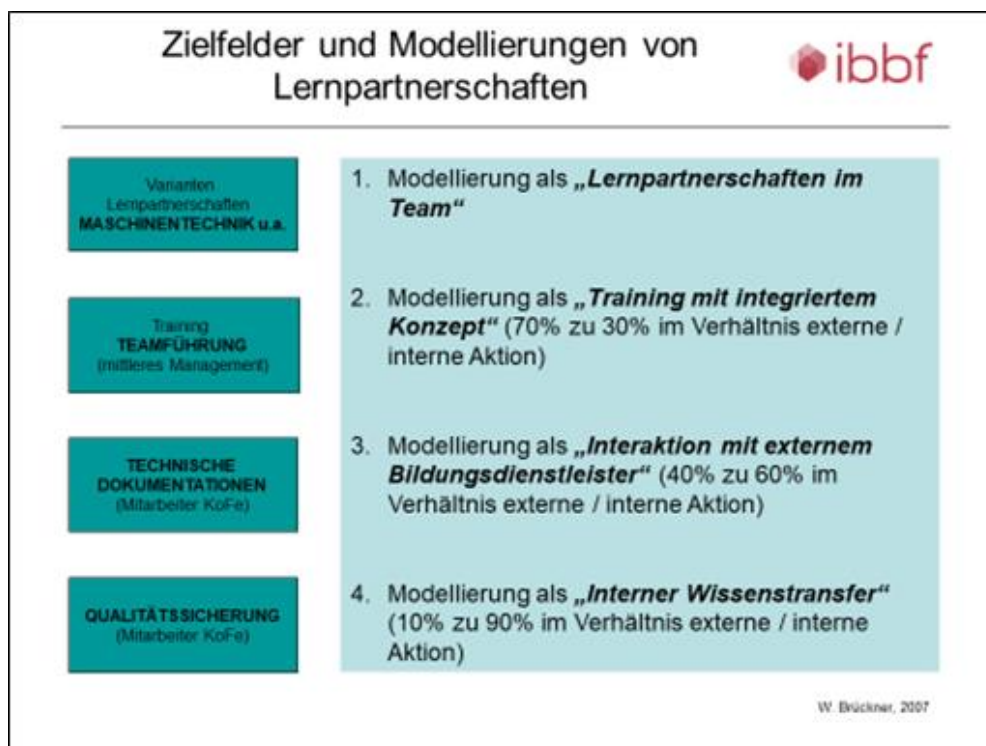 Zielfelder und Modellierungen von
Lernpartnerschaften
ibbf
Varianten
Lernpartnerschaften
MASCHINENTECHNIK u.a.
1. Modellierung als „Lernpartnerschaften im
Team“
Training
TEAMFÜHRUNG
(mittleres Management)
2. Modellierung als „Training mit integriertem
Konzept“ (70% zu 30% im Verhältnis externe /
interne Aktion)
TECHNISCHE
DOKUMENTATIONEN
(Mitarbeiter KoFe)
3. Modellierung als „Interaktion mit externem
Bildungsdienstleister“ (40% zu 60% im
Verhältnis externe / interne Aktion)
QUALITÄTSSICHERUNG
(Mitarbeiter KoFe)
4. Modellierung als „Interner Wissenstransfer“
(10% zu 90% im Verhältnis externe / interne
Aktion)
W. Brückner, 2007